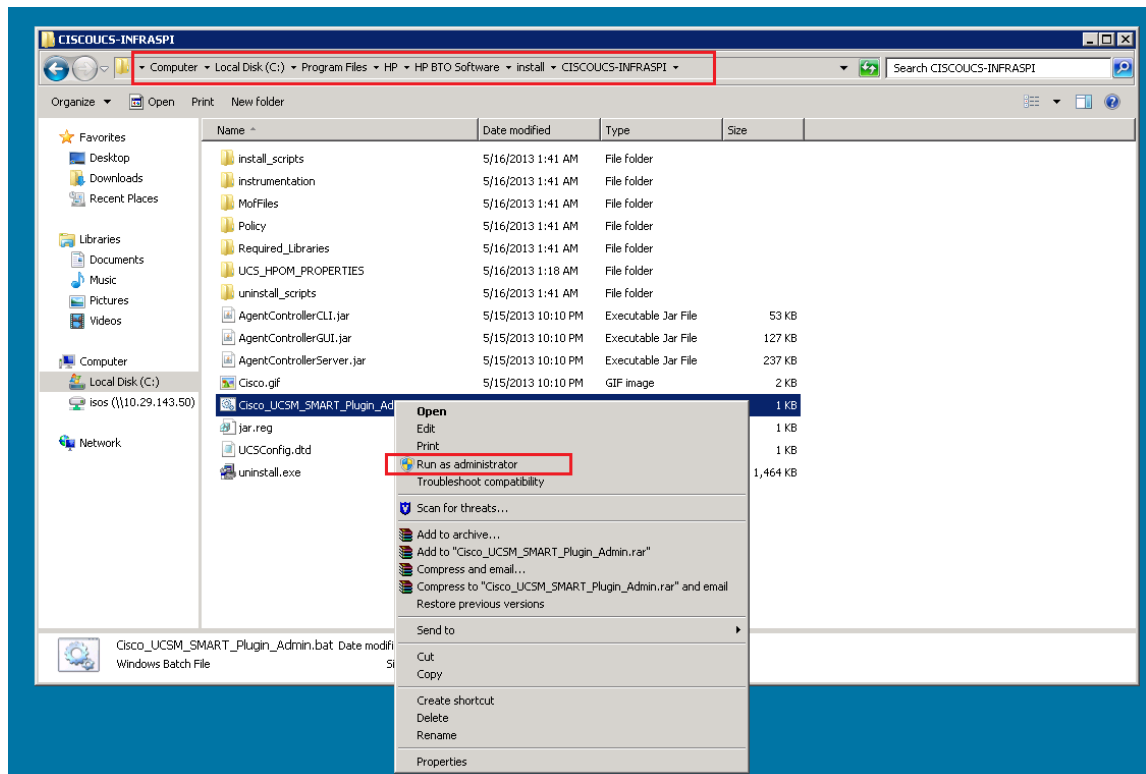 CISCOUCS-INFRASPI
Computer Local Disk (C:) Program Files HP HP BTO Software install CISCOUCS-INFRASPI
Search CISCOUCS-INFRASPI
Organize Open Print New folder
Favorites
Desktop
Downloads
Recent Places
Libraries
Documents
Music
Pictures
Videos
Computer
Local Disk (C:)
isos (\\10.29.143.50)
Network
Name Date modified Type Size
install_scripts 5/16/2013 1:41 AM File folder
instrumentation 5/16/2013 1:41 AM File folder
MofFiles 5/16/2013 1:41 AM File folder
Policy 5/16/2013 1:41 AM File folder
Required_Libraries 5/16/2013 1:41 AM File folder
UCS_HPOM_PROPERTIES 5/16/2013 1:18 AM File folder
uninstall_scripts 5/16/2013 1:41 AM File folder
AgentControllerCLI.jar 5/15/2013 10:10 PM Executable Jar File 53 KB
AgentControllerGUI.jar 5/15/2013 10:10 PM Executable Jar File 127 KB
AgentControllerServer.jar 5/15/2013 10:10 PM Executable Jar File 237 KB
Cisco.gif 5/15/2013 10:10 PM GIF image 2 KB
Cisco_UCSM_SMART_Plugin_Ad 1 KB
jar.reg 1 KB
UCSConfig.dtd 1 KB
uninstall.exe 1,464 KB
Open
Edit
Print
Run as administrator
Troubleshoot compatibility
Scan for threats...
Add to archive...
Add to "Cisco_UCSM_SMART_Plugin_Admin.rar"
Compress and email...
Compress to "Cisco_UCSM_SMART_Plugin_Admin.rar" and email
Restore previous versions
Send to
Cut
Copy
Create shortcut
Delete
Rename
Properties
Cisco_UCSM_SMART_Plugin_Admin.bat Date modifi
Windows Batch File Si